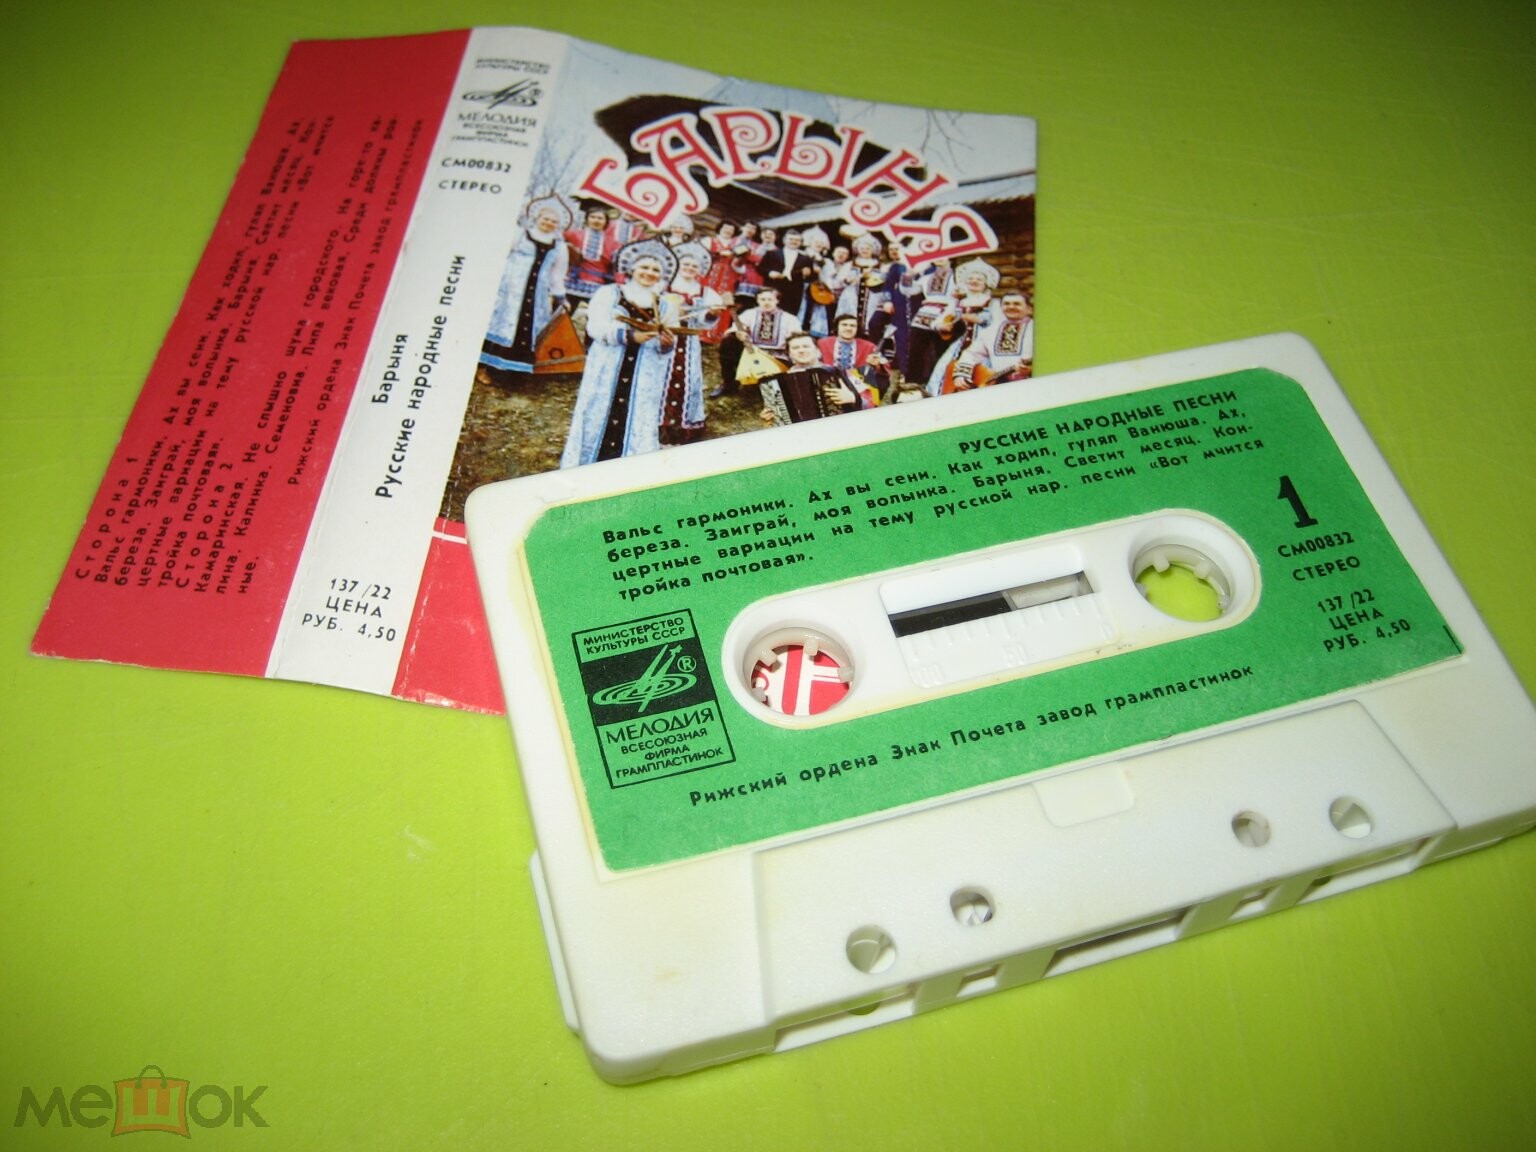 Сторона 1
Вальс гармоники. Ах вы сени. Как ходил, гулял Ванюша. Ах,
береза. Заиграй, моя волынка. Барыня. Светит месяц. Кон-
цертные вариации на тему русской нар. песни «Вот мчится
тройка почтовая».
Сторона 2
Камаринская. Не слышно шума городского. На горе-то ка-
лина. Калинка. Семеновна. Липа вековая. Среди долины ров-
ные.
Рижский ордена Знак Почета завод грампластинок
МИНИСТЕРСТВО
КУЛЬТУРЫ СССР
МЕЛОДИЯ
ВСЕСОЮЗНАЯ
ФИРМА
ГРАМПЛАСТИНОК
СМ00832
СТЕРЕО
Барыня
Русские народные песни
137/22
ЦЕНА
РУБ. 4,50
БАРЫНЯ
РУССКИЕ НАРОДНЫЕ ПЕСНИ
Вальс гармоники. Ах вы сени. Как ходил, гулял Ванюша. Ах,
береза. Заиграй, моя волынка. Барыня. Светит месяц. Кон-
цертные вариации на тему русской нар. песни «Вот мчится
тройка почтовая».
1
СМ00832
СТЕРЕО
137/22
ЦЕНА
РУБ. 4,50
МИНИСТЕРСТВО
КУЛЬТУРЫ СССР
®
МЕЛОДИЯ
ВСЕСОЮЗНАЯ
ФИРМА
ГРАМПЛАСТИНОК
50
Рижский ордена Знак Почета завод грампластинок
мешок